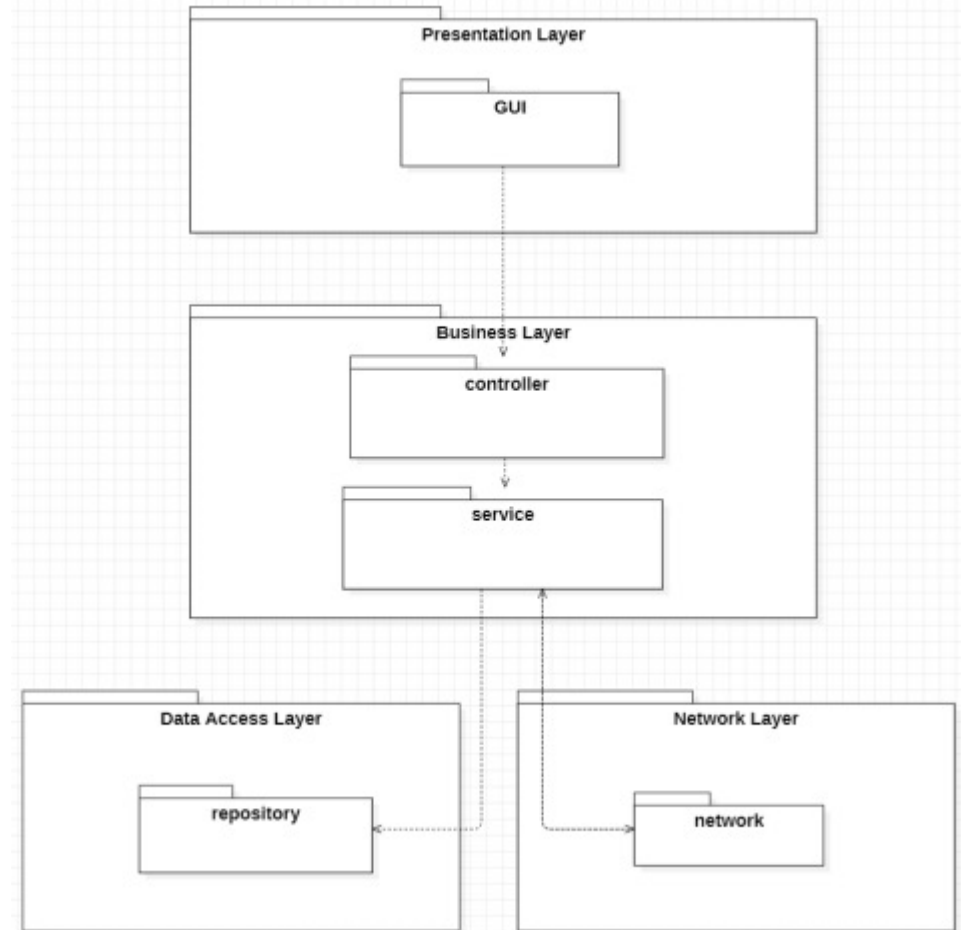 Presentation Layer
GUI
Business Layer
controller
service
Data Access Layer
Network Layer
repository
network